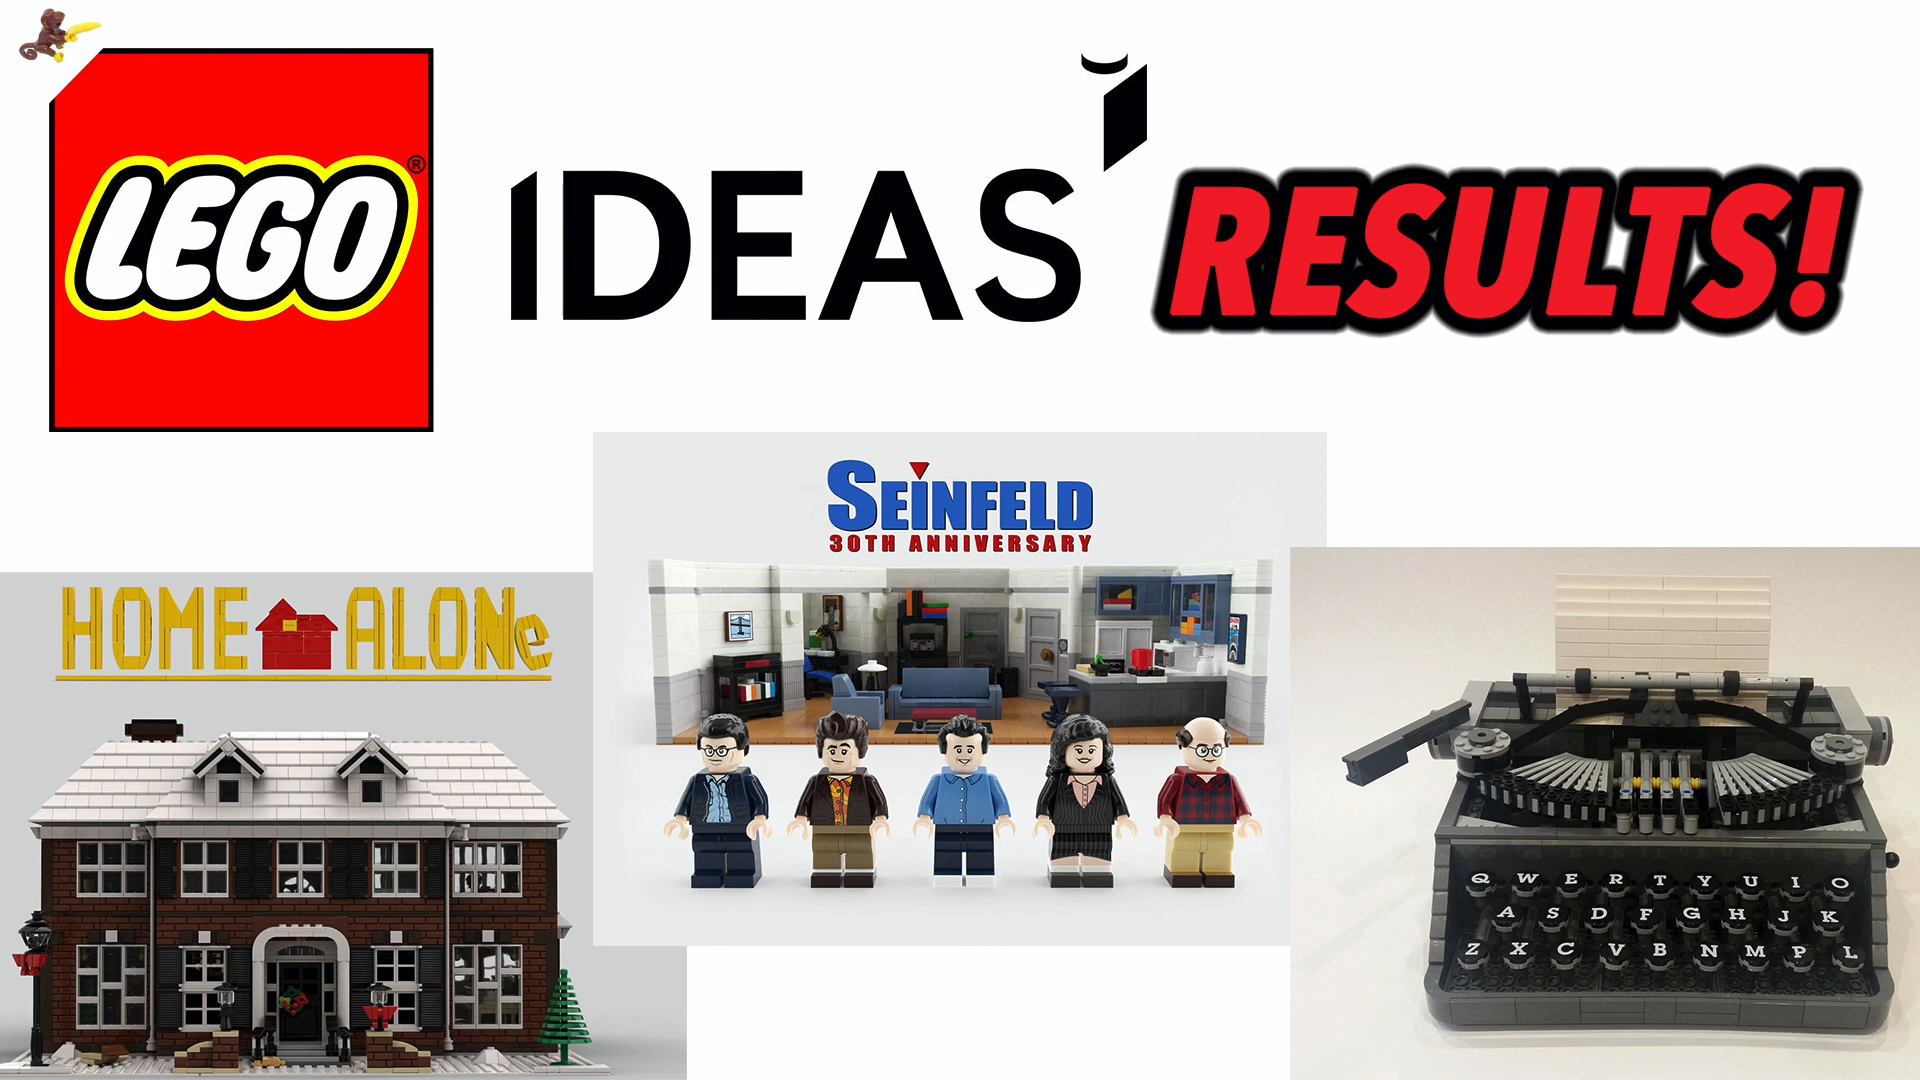 LEGO®
IDEAS
RESULTS!
SEINFELD
30TH ANNIVERSARY
HOME ALONe
Q W E R T Y U I O
A S D F G H J K
Z X C V B N M P L